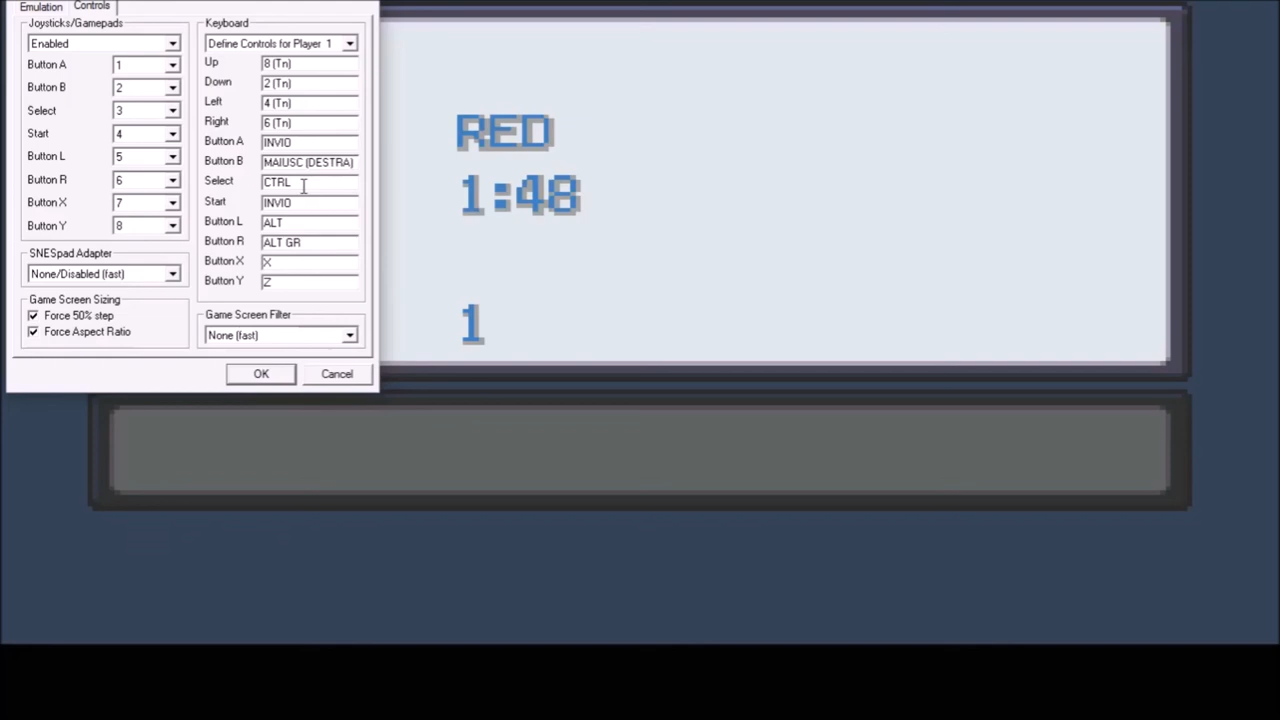 Emulation Controls
Joysticks/Gamepads
Enabled
Button A 1
Button B 2
Select 3
Start 4
Button L 5
Button R 6
Button X 7
Button Y 8
SNESpad Adapter
None/Disabled (fast)
Game Screen Sizing
Force 50% step
Force Aspect Ratio
Keyboard
Define Controls for Player 1
Up 8 (Tn)
Down 2 (Tn)
Left 4 (Tn)
Right 6 (Tn)
Button A INVIO
Button B MAIUSC (DESTRA)
Select CTRL
Start INVIO
Button L ALT
Button R ALT GR
Button X X
Button Y Z
Game Screen Filter
None (fast)
OK Cancel
RED
1:48
1